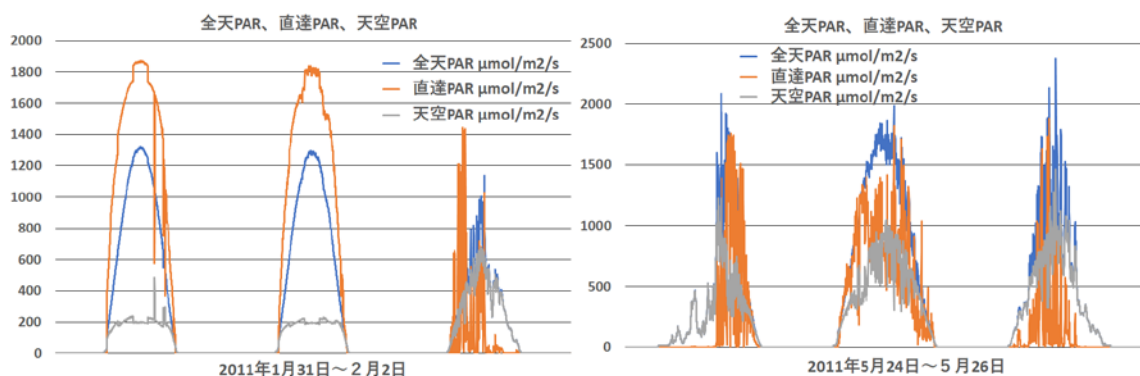 全天PAR、直達PAR、天空PAR
2000
1800
1600
1400
1200
1000
800
600
400
200
0
全天PAR μmol/m2/s
直達PAR μmol/m2/s
天空PAR μmol/m2/s
2011年1月31日～２月2日
全天PAR、直達PAR、天空PAR
2500
2000
1500
1000
500
0
全天PAR μmol/m2/s
直達PAR μmol/m2/s
天空PAR μmol/m2/s
2011年5月24日～５月26日